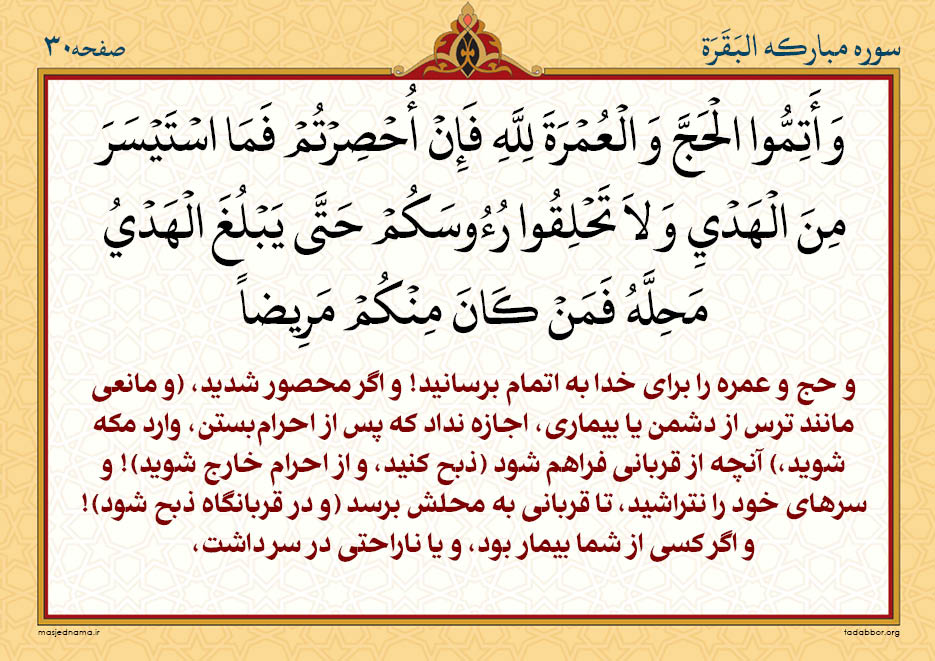 سوره مبارکه البَقَرَة
صفحه۳۰
وَ أَتِمُّوا الْحَجَّ وَ الْعُمْرَةَ لِلَّهِ فَإِنْ أُحْصِرْتُمْ فَمَا اسْتَيْسَرَ
مِنَ الْهَدْيِ وَ لاَ تَحْلِقُوا رُءُوسَكُمْ حَتَّى يَبْلُغَ الْهَدْيُ
مَحِلَّهُ فَمَنْ كَانَ مِنْكُمْ مَرِيضاً
و حج و عمره را برای خدا به اتمام برسانید! و اگر محصور شدید، (و مانعی
مانند ترس از دشمن یا بیماری، اجازه نداد که پس از احرام‌بستن، وارد مکه
شوید،) آنچه از قربانی فراهم شود (ذبح کنید، و از احرام خارج شوید)! و
سرهای خود را نتراشید، تا قربانی به محلش برسد (و در قربانگاه ذبح شود)!
و اگر کسی از شما بیمار بود، و یا ناراحتی در سر داشت،
masjednama.ir
tadabbor.org